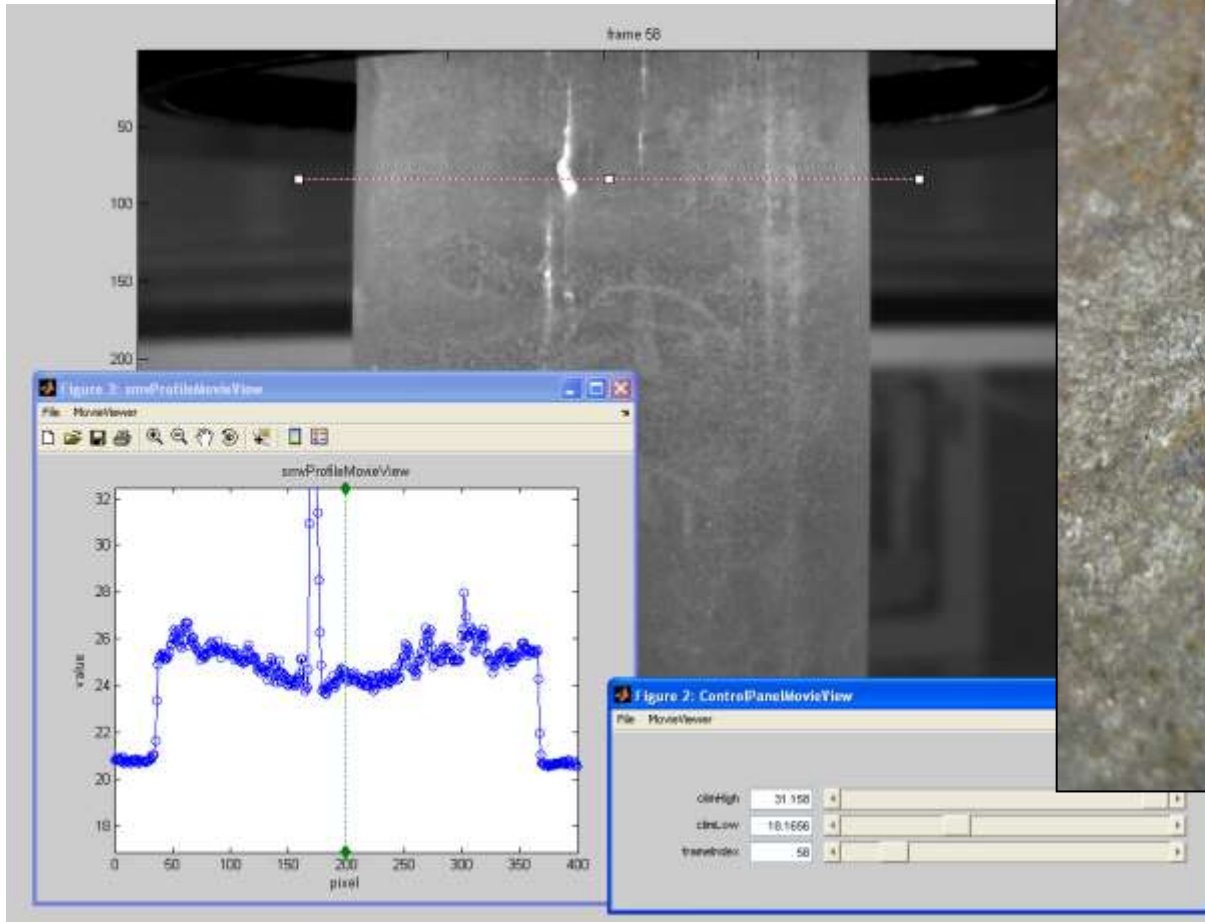 frame 58
50
100
150
200
Figure 3: smvProfileMovieView
File MovieViewer
smvProfileMovieView
32
30
28
26
24
22
20
18
value
0 50 100 150 200 250 300 350 400
pixel
Figure 2: ControlPanelMovieView
File MovieViewer
climHigh 31.158
climLow 18.1656
frameIndex 58